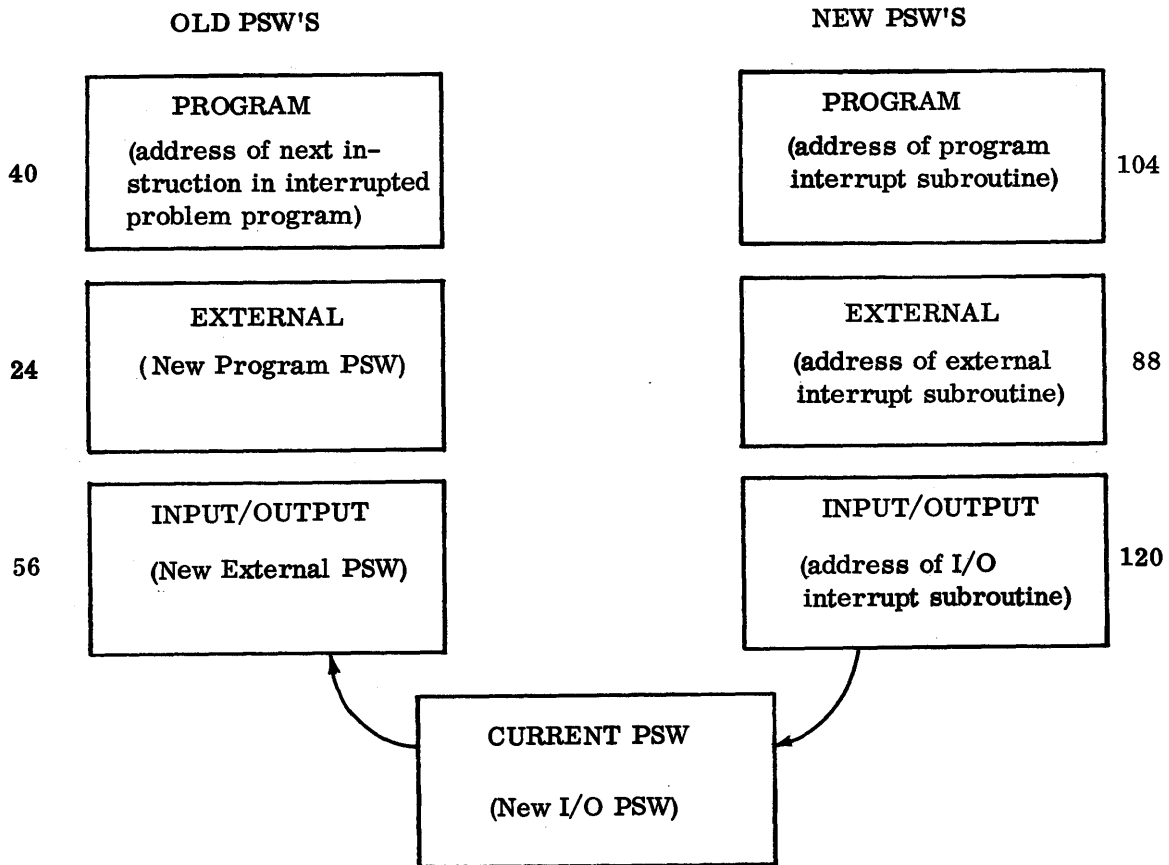 OLD PSW'S
NEW PSW'S
PROGRAM
(address of next in-
struction in interrupted
problem program)
40
PROGRAM
(address of program
interrupt subroutine)
104
EXTERNAL
(New Program PSW)
24
EXTERNAL
(address of external
interrupt subroutine)
88
INPUT/OUTPUT
(New External PSW)
56
INPUT/OUTPUT
(address of I/O
interrupt subroutine)
120
CURRENT PSW
(New I/O PSW)